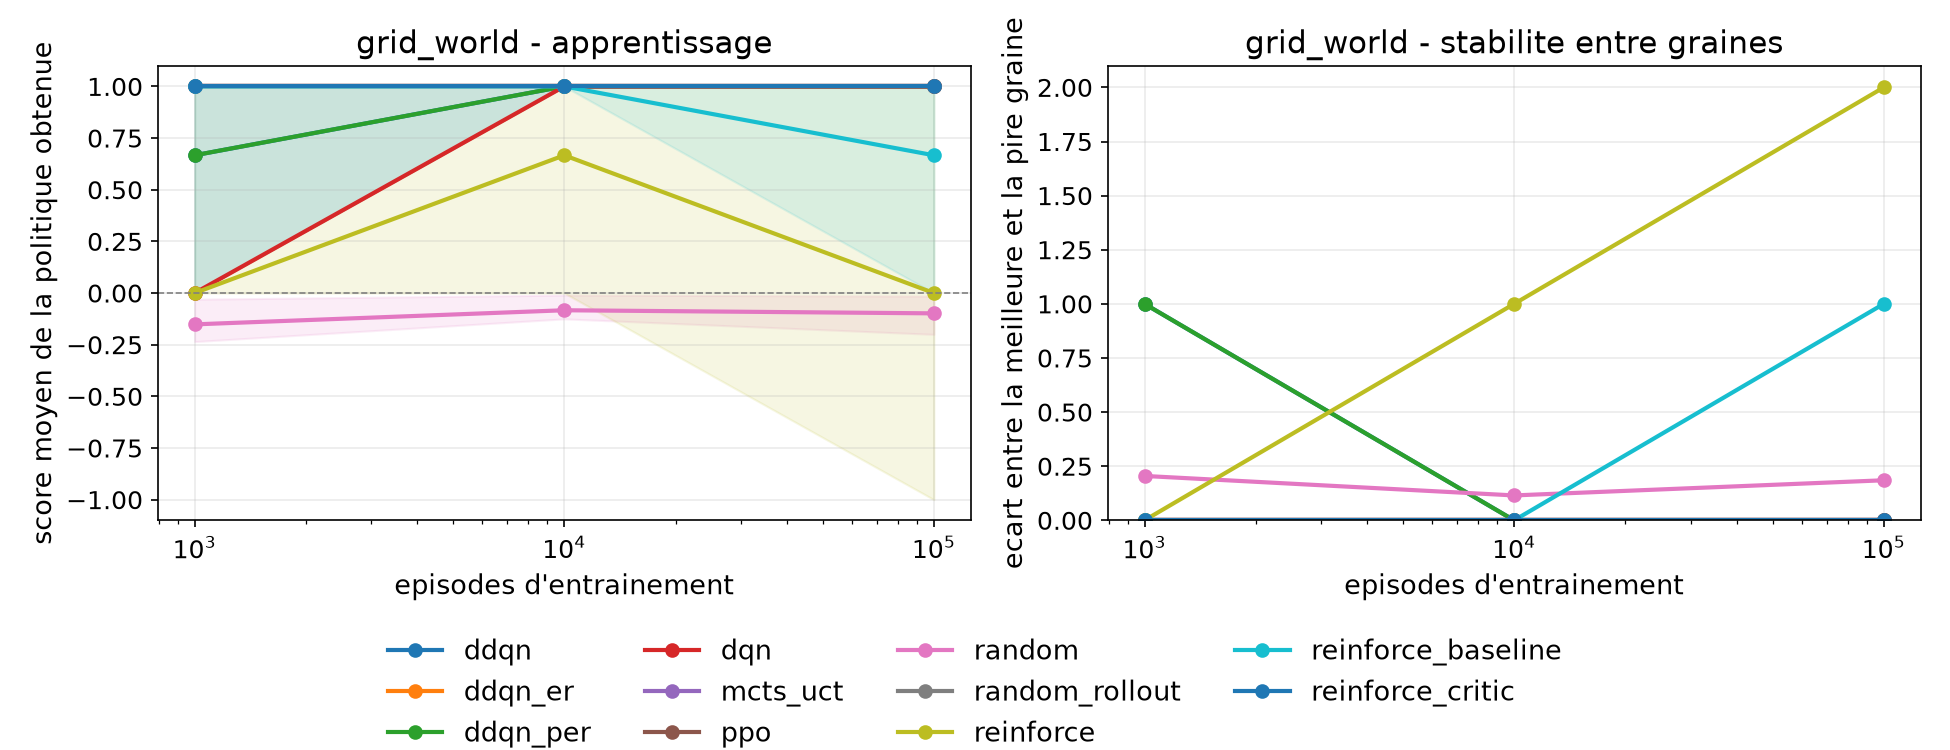 grid_world - apprentissage
score moyen de la politique obtenue
1.00
0.75
0.50
0.25
0.00
−0.25
−0.50
−0.75
−1.00
10³
10⁴
10⁵
episodes d'entrainement
grid_world - stabilite entre graines
ecart entre la meilleure et la pire graine
2.00
1.75
1.50
1.25
1.00
0.75
0.50
0.25
0.00
10³
10⁴
10⁵
episodes d'entrainement
ddqn
ddqn_er
ddqn_per
dqn
mcts_uct
ppo
random
random_rollout
reinforce
reinforce_baseline
reinforce_critic